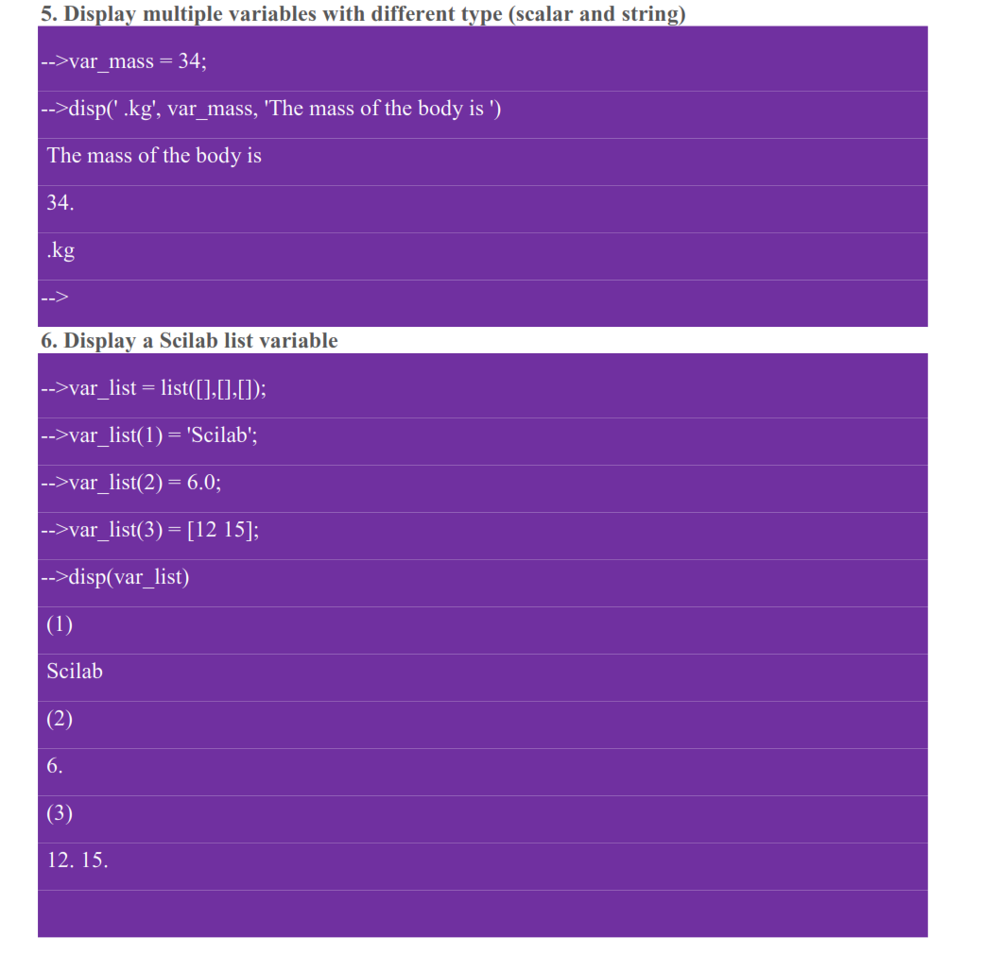 5. Display multiple variables with different type (scalar and string)
-->var_mass = 34;
-->disp(' .kg', var_mass, 'The mass of the body is ')
The mass of the body is
34.
.kg
-->
6. Display a Scilab list variable
-->var_list = list([],[],[]);
-->var_list(1) = 'Scilab';
-->var_list(2) = 6.0;
-->var_list(3) = [12 15];
-->disp(var_list)
(1)
Scilab
(2)
6.
(3)
12. 15.